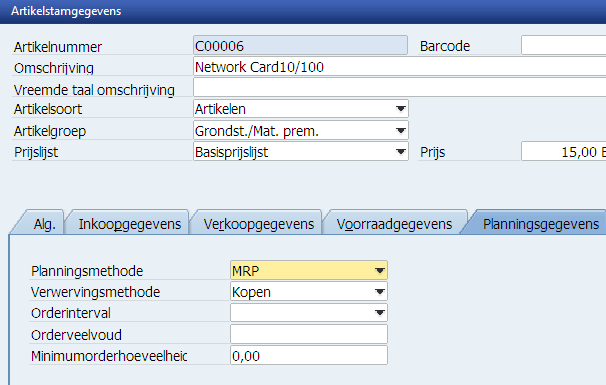 Artikelstamgegevens
Artikelnummer C00006 Barcode
Omschrijving Network Card10/100
Vreemde taal omschrijving
Artikelsoort Artikelen
Artikelgroep Grondst./Mat. prem.
Prijslijst Basisprijslijst Prijs 15,00 E
Alg. Inkoopgegevens Verkoopgegevens Voorraadgegevens Planningsgegevens
Planningsmethode MRP
Verwervingsmethode Kopen
Orderinterval
Orderveelvoud
Minimumorderhoeveelheid 0,00